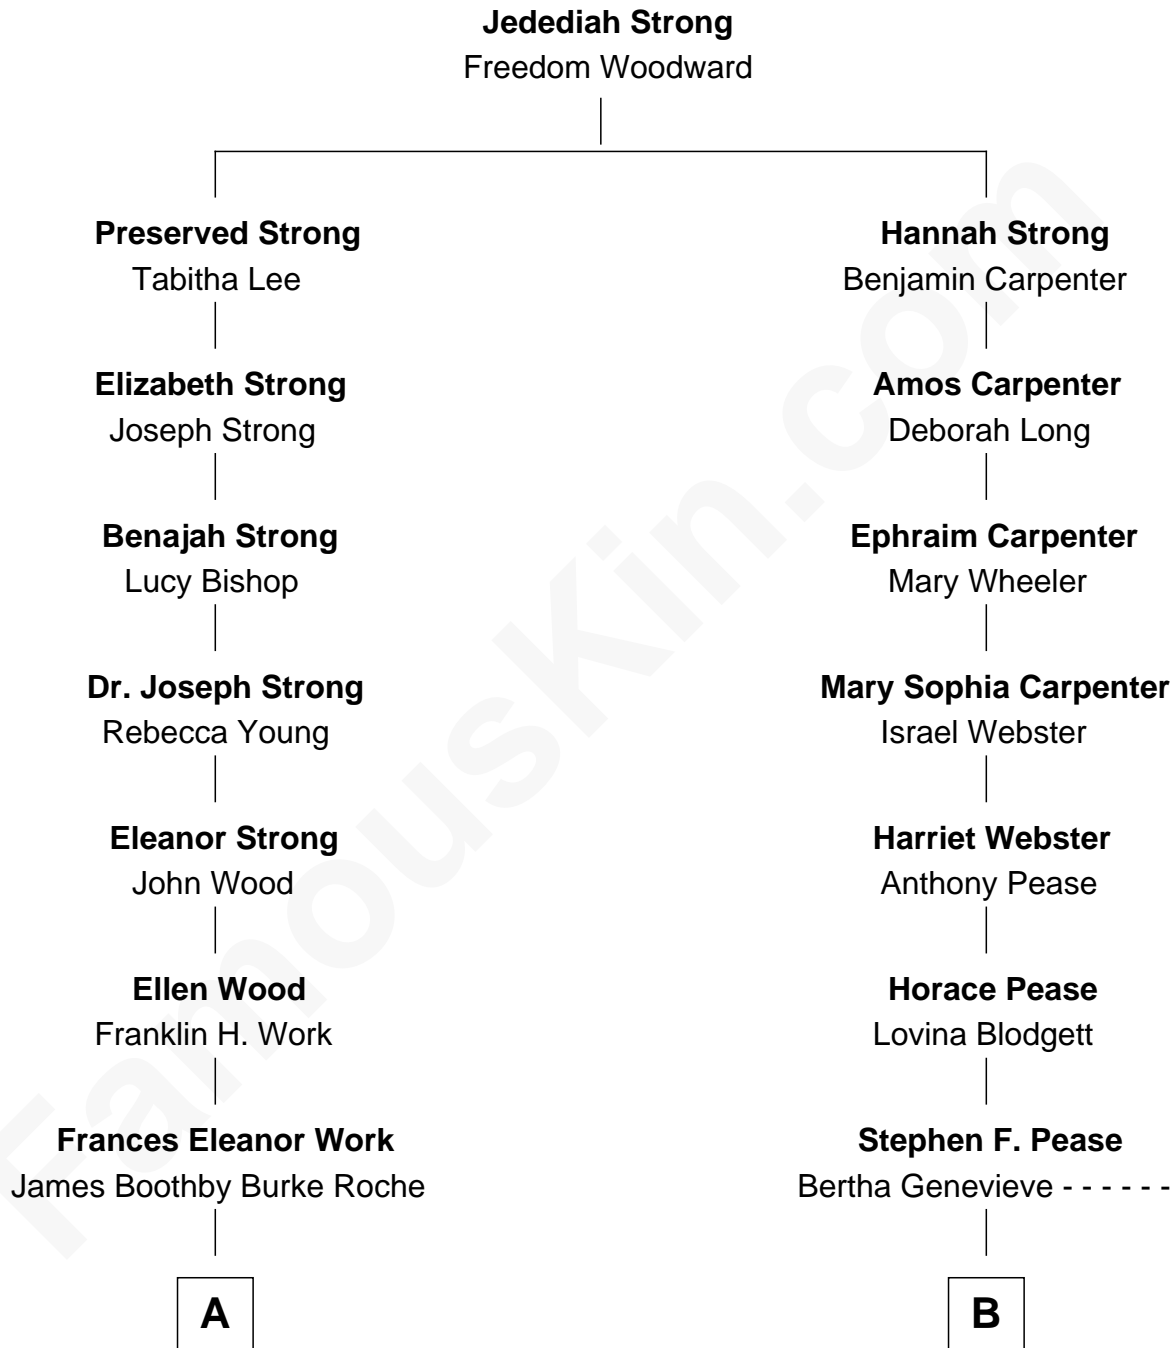 Jedediah Strong
Freedom Woodward
Preserved Strong
Tabitha Lee
Hannah Strong
Benjamin Carpenter
Elizabeth Strong
Joseph Strong
Amos Carpenter
Deborah Long
Benajah Strong
Lucy Bishop
Ephraim Carpenter
Mary Wheeler
Dr. Joseph Strong
Rebecca Young
Mary Sophia Carpenter
Israel Webster
Eleanor Strong
John Wood
Harriet Webster
Anthony Pease
Ellen Wood
Franklin H. Work
Horace Pease
Lovina Blodgett
Frances Eleanor Work
James Boothby Burke Roche
Stephen F. Pease
Bertha Genevieve - - - - - -
A
B
FamousKin.com